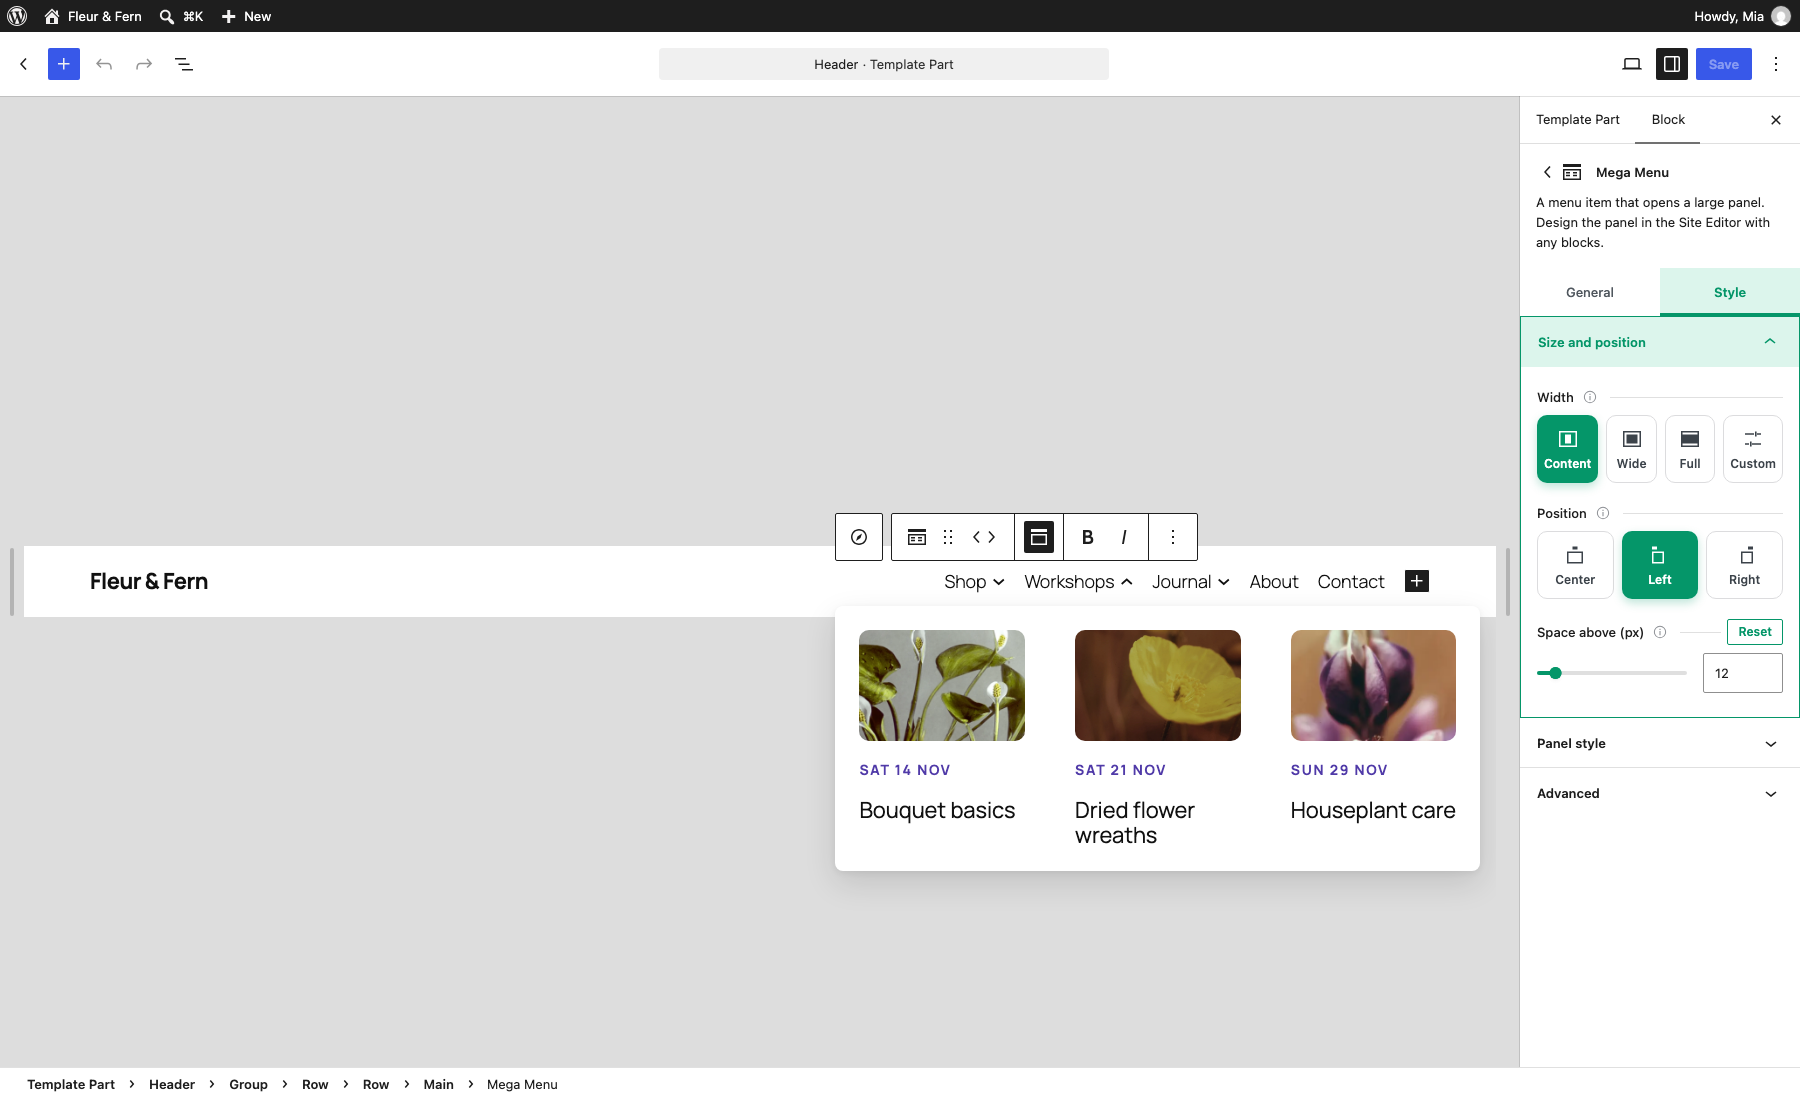 Fleur & Fern
⌘K
New
Howdy, Mia
Header · Template Part
Save
Template Part
Block
Mega Menu
A menu item that opens a large panel.
Design the panel in the Site Editor with
any blocks.
General
Style
Size and position
Width
Content
Wide
Full
Custom
Position
Center
Left
Right
Space above (px)
Reset
12
Panel style
Advanced
B I
Fleur & Fern
Shop
Workshops
Journal
About
Contact
SAT 14 NOV
Bouquet basics
SAT 21 NOV
Dried flower
wreaths
SUN 29 NOV
Houseplant care
Template Part > Header > Group > Row > Row > Main > Mega Menu